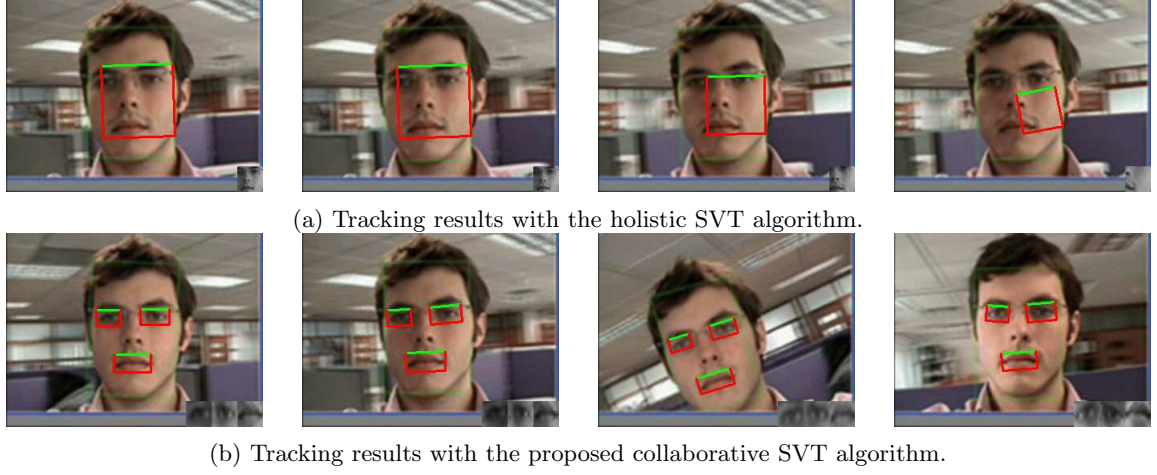 (a) Tracking results with the holistic SVT algorithm.
(b) Tracking results with the proposed collaborative SVT algorithm.